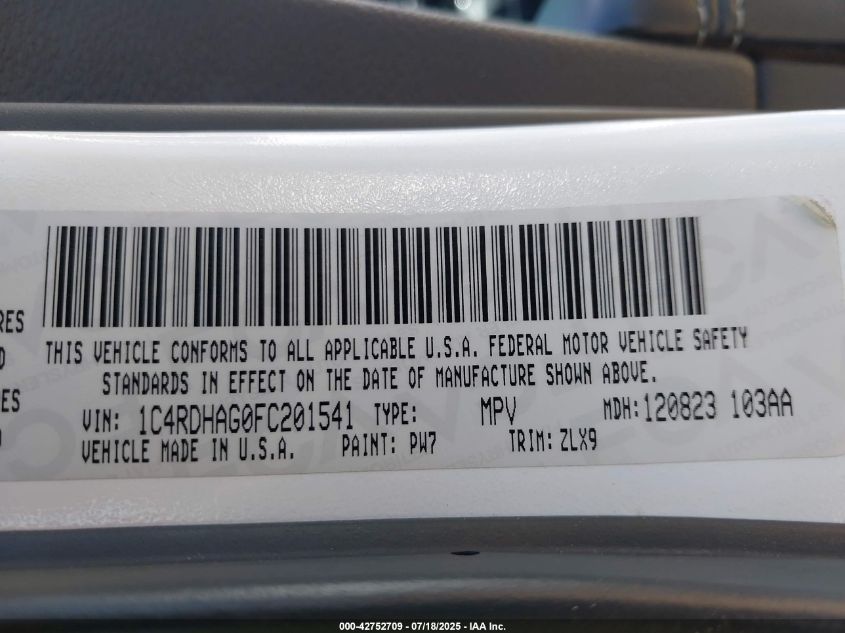 RES
THIS VEHICLE CONFORMS TO ALL APPLICABLE U.S.A. FEDERAL MOTOR VEHICLE SAFETY
D
STANDARDS IN EFFECT ON THE DATE OF MANUFACTURE SHOWN ABOVE.
ES
VIN: 1C4RDHAG0FC201541 TYPE: MPV MDH: 120823 103AA
VEHICLE MADE IN U.S.A. PAINT: PW7 TRIM: ZLX9
000-42752709 - 07/18/2025 - IAA Inc.